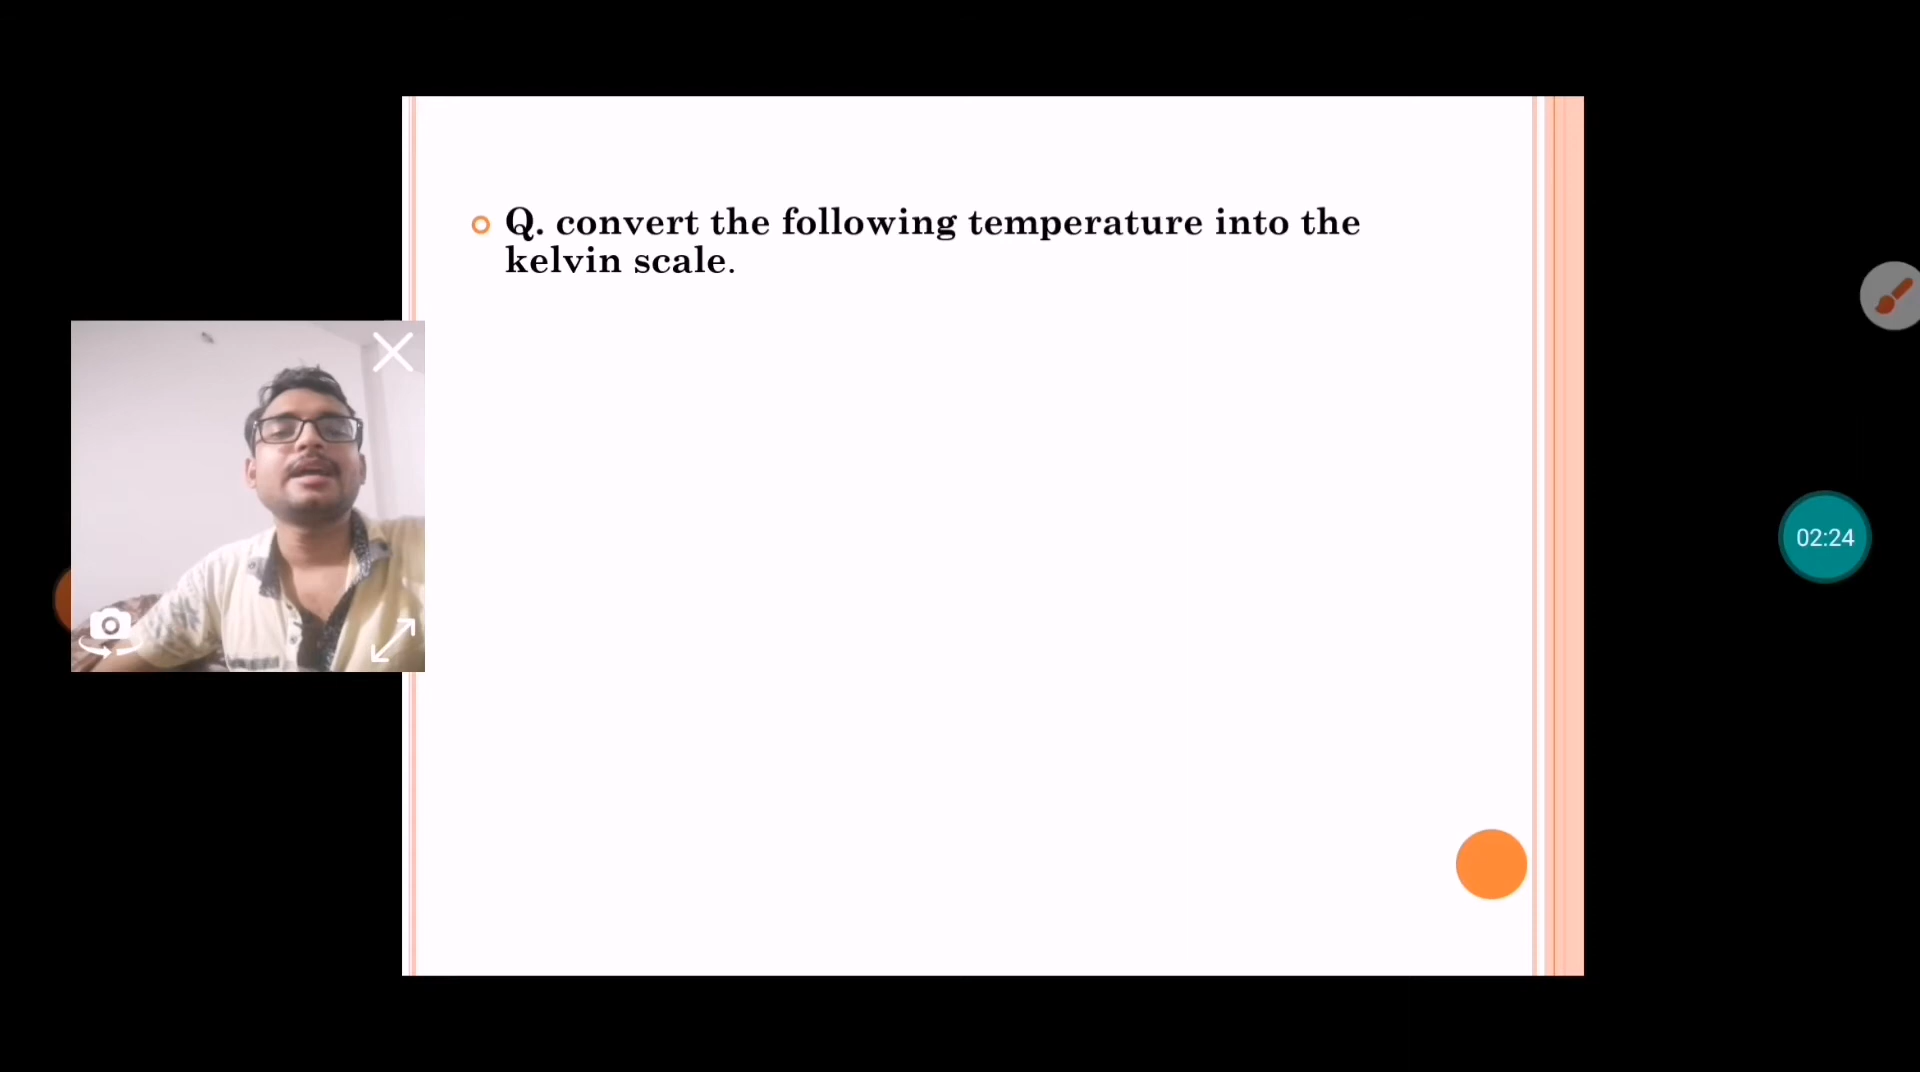 Q. convert the following temperature into the
kelvin scale.
02:24